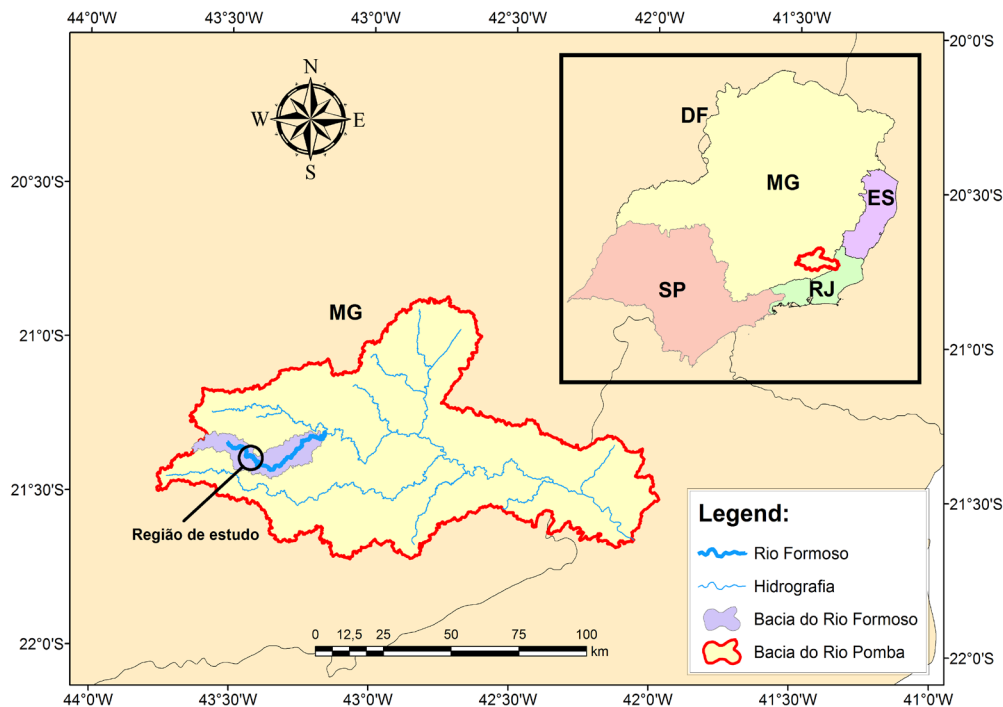 44°0'W 43°30'W 43°0'W 42°30'W 42°0'W 41°30'W
20°0'S
N
W E
S
DF
MG
ES
SP
RJ
20°30'S 20°30'S
MG
21°0'S 21°0'S
21°30'S 21°30'S
Região de estudo
Legend:
Rio Formoso
Hidrografia
Bacia do Rio Formoso
Bacia do Rio Pomba
0 12,5 25 50 75 100
km
22°0'S 22°0'S
44°0'W 43°30'W 43°0'W 42°30'W 42°0'W 41°30'W 41°0'W